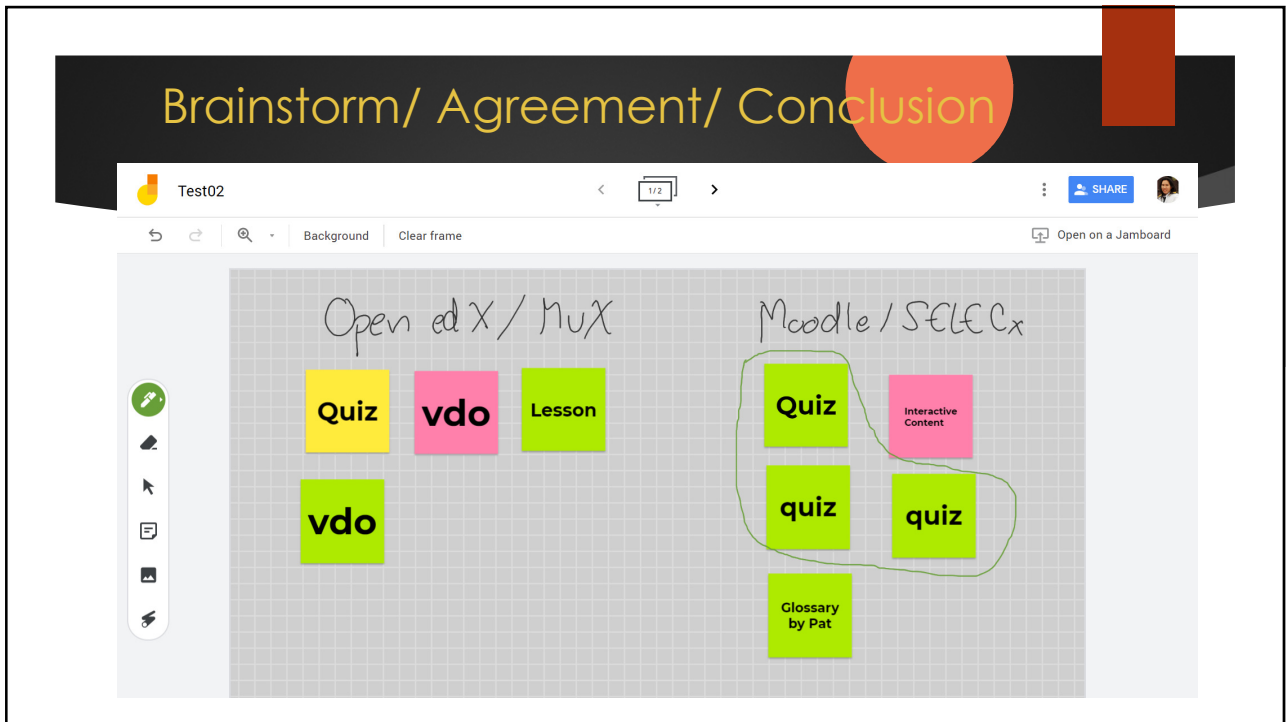 Brainstorm/ Agreement/ Conclusion
Test02
1/2
SHARE
Background
Clear frame
Open on a Jamboard
Open edX/ MuX
Moodle/SELECx
Quiz
vdo
Lesson
vdo
Quiz
Interactive
Content
quiz
quiz
Glossary
by Pat